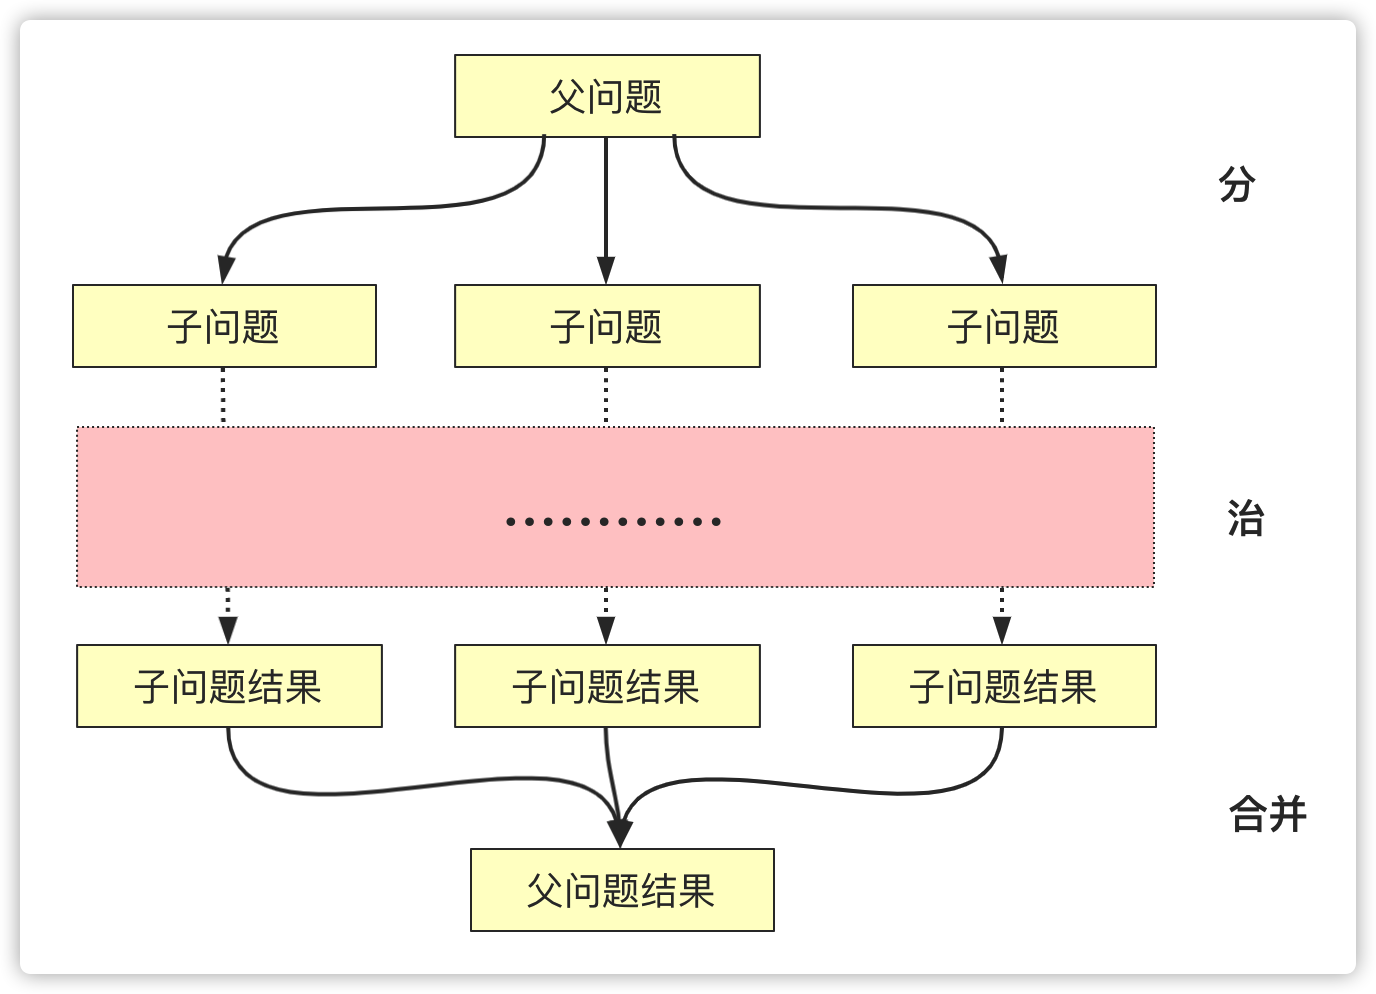 父问题
分
子问题
子问题
子问题
............
治
子问题结果
子问题结果
子问题结果
合并
父问题结果